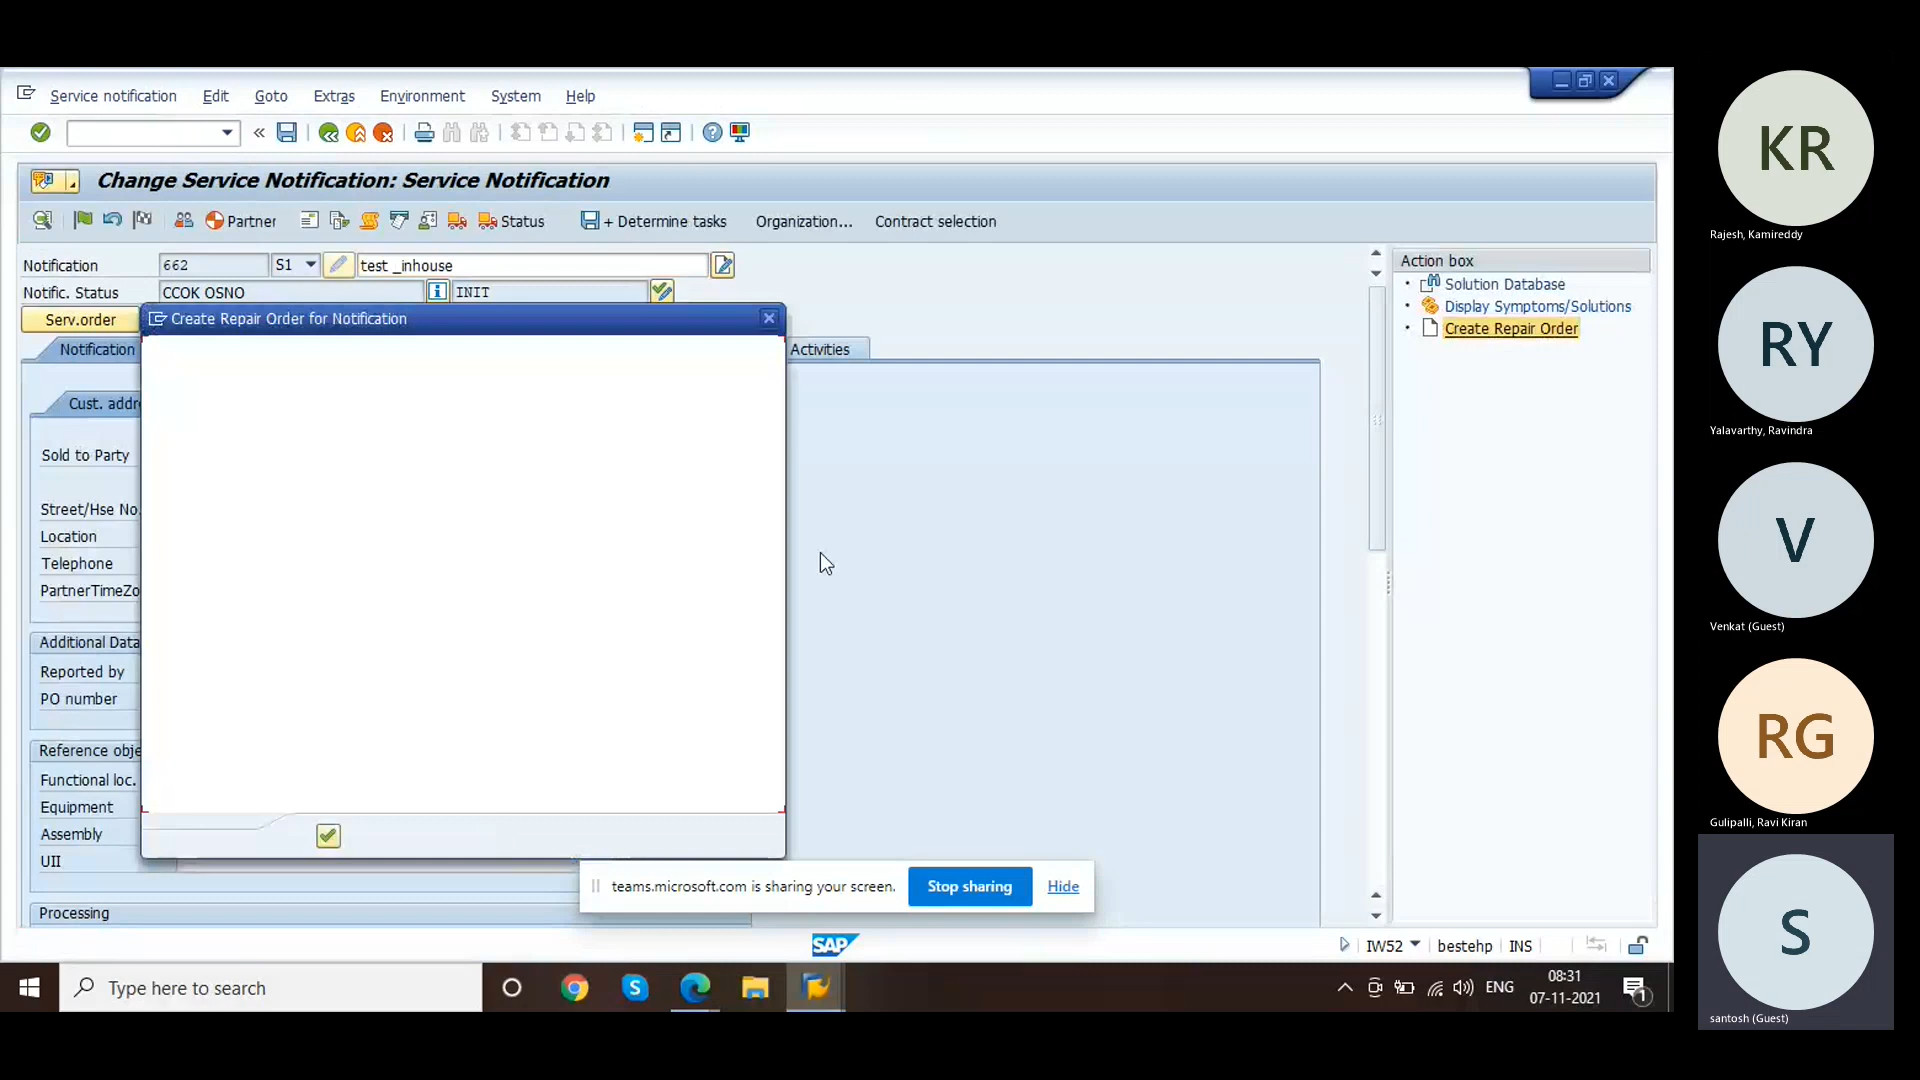 Service notification Edit Goto Extras Environment System Help
Change Service Notification: Service Notification
Partner Status + Determine tasks Organization... Contract selection
Notification 662 S1 test _inhouse
Notific. Status CCOK OSNO INIT
Serv.order
Create Repair Order for Notification
Notification
Activities
Cust. addr
Sold to Party
Street/Hse No.
Location
Telephone
PartnerTimeZo
Additional Data
Reported by
PO number
Reference obje
Functional loc.
Equipment
Assembly
UII
Processing
Action box
Solution Database
Display Symptoms/Solutions
Create Repair Order
teams.microsoft.com is sharing your screen. Stop sharing Hide
SAP
IW52 bestehp INS
Type here to search
S
ENG
08:31
07-11-2021
1
KR
Rajesh, Kamireddy
RY
Yalavarthy, Ravindra
V
Venkat (Guest)
RG
Gulipalli, Ravi Kiran
S
santosh (Guest)